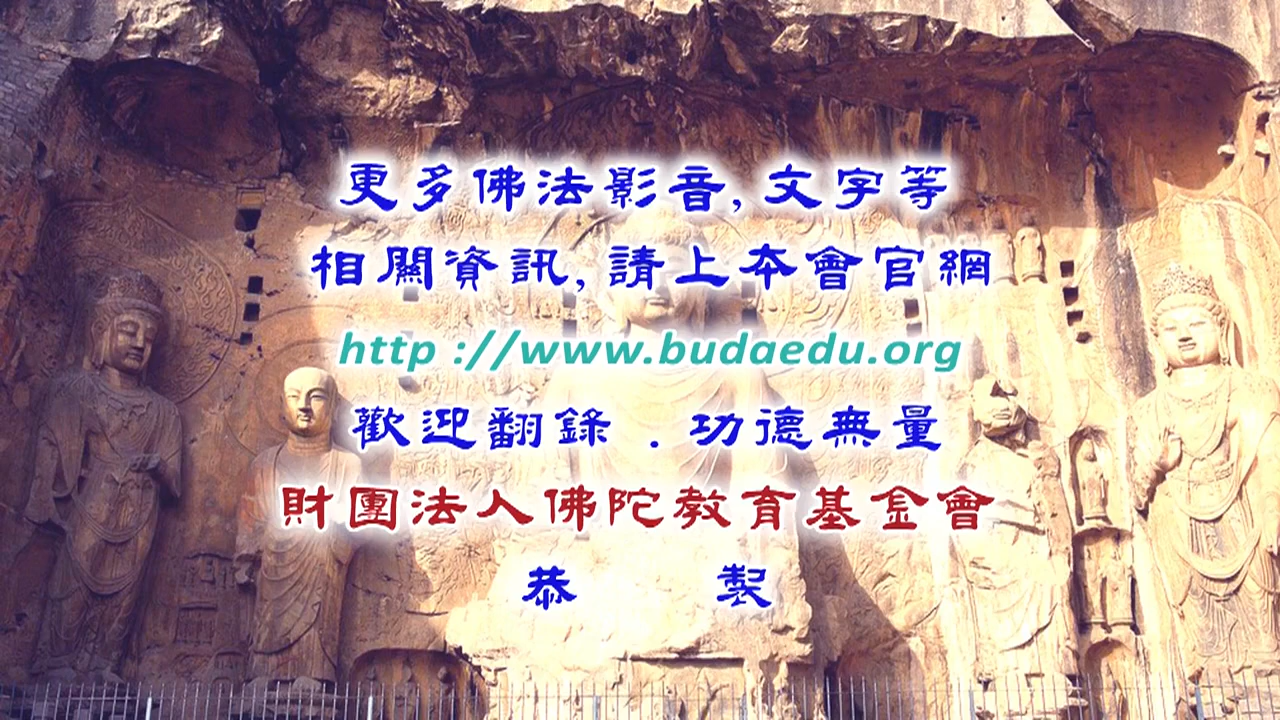 更多佛法影音,文字等
相關資訊,請上本會官網
http ://www.budaedu.org
歡迎翻錄 . 功德無量
財團法人佛陀教育基金會
恭 製